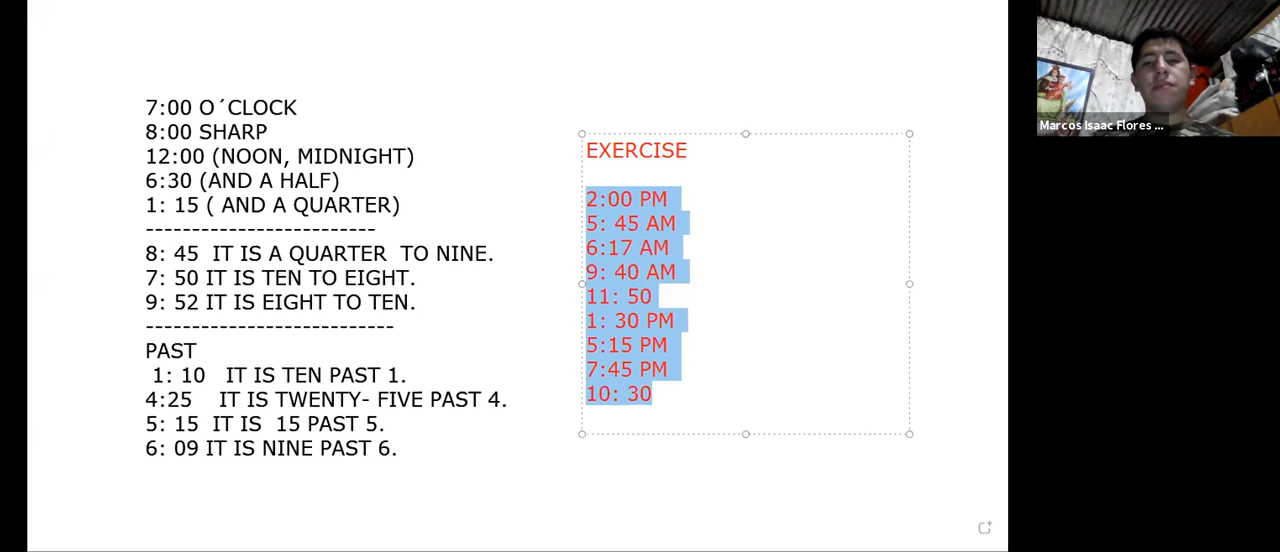 7:00 O´CLOCK
8:00 SHARP
12:00 (NOON, MIDNIGHT)
6:30 (AND A HALF)
1: 15 ( AND A QUARTER)
-------------------------
8: 45  IT IS A QUARTER  TO NINE.
7: 50 IT IS TEN TO EIGHT.
9: 52 IT IS EIGHT TO TEN.
---------------------------
PAST
1: 10   IT IS TEN PAST 1.
4:25    IT IS TWENTY- FIVE PAST 4.
5: 15  IT IS  15 PAST 5.
6: 09 IT IS NINE PAST 6.
EXERCISE
2:00 PM
5: 45 AM
6:17 AM
9: 40 AM
11: 50
1: 30 PM
5:15 PM
7:45 PM
10: 30
Marcos Isaac Flores ...